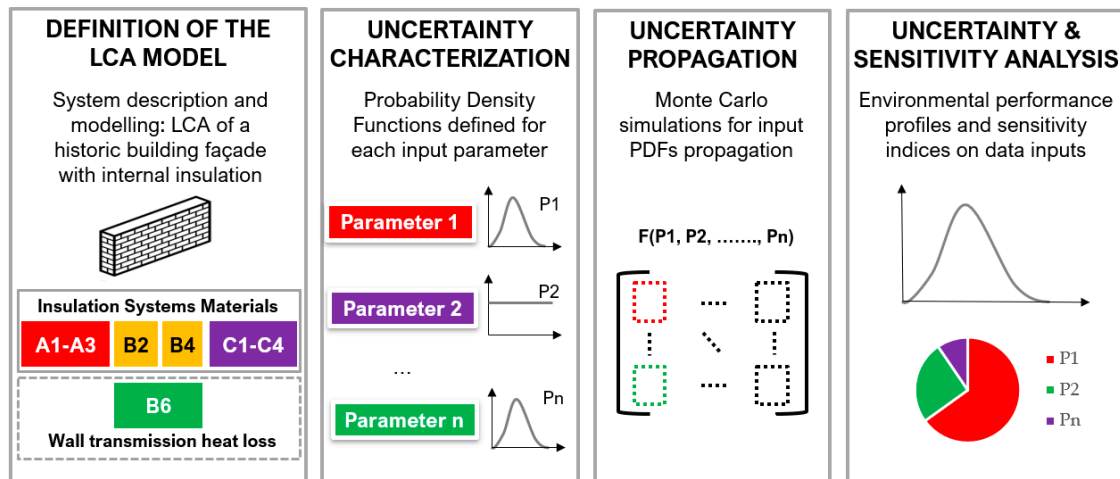 DEFINITION OF THE
LCA MODEL
System description and
modelling: LCA of a
historic building façade
with internal insulation
Insulation Systems Materials
A1-A3
B2
B4
C1-C4
B6
Wall transmission heat loss
UNCERTAINTY
CHARACTERIZATION
Probability Density
Functions defined for
each input parameter
Parameter 1
P1
Parameter 2
P2
...
Parameter n
Pn
UNCERTAINTY
PROPAGATION
Monte Carlo
simulations for input
PDFs propagation
F(P1, P2, ......., Pn)
UNCERTAINTY &
SENSITIVITY ANALYSIS
Environmental performance
profiles and sensitivity
indices on data inputs
P1
P2
Pn